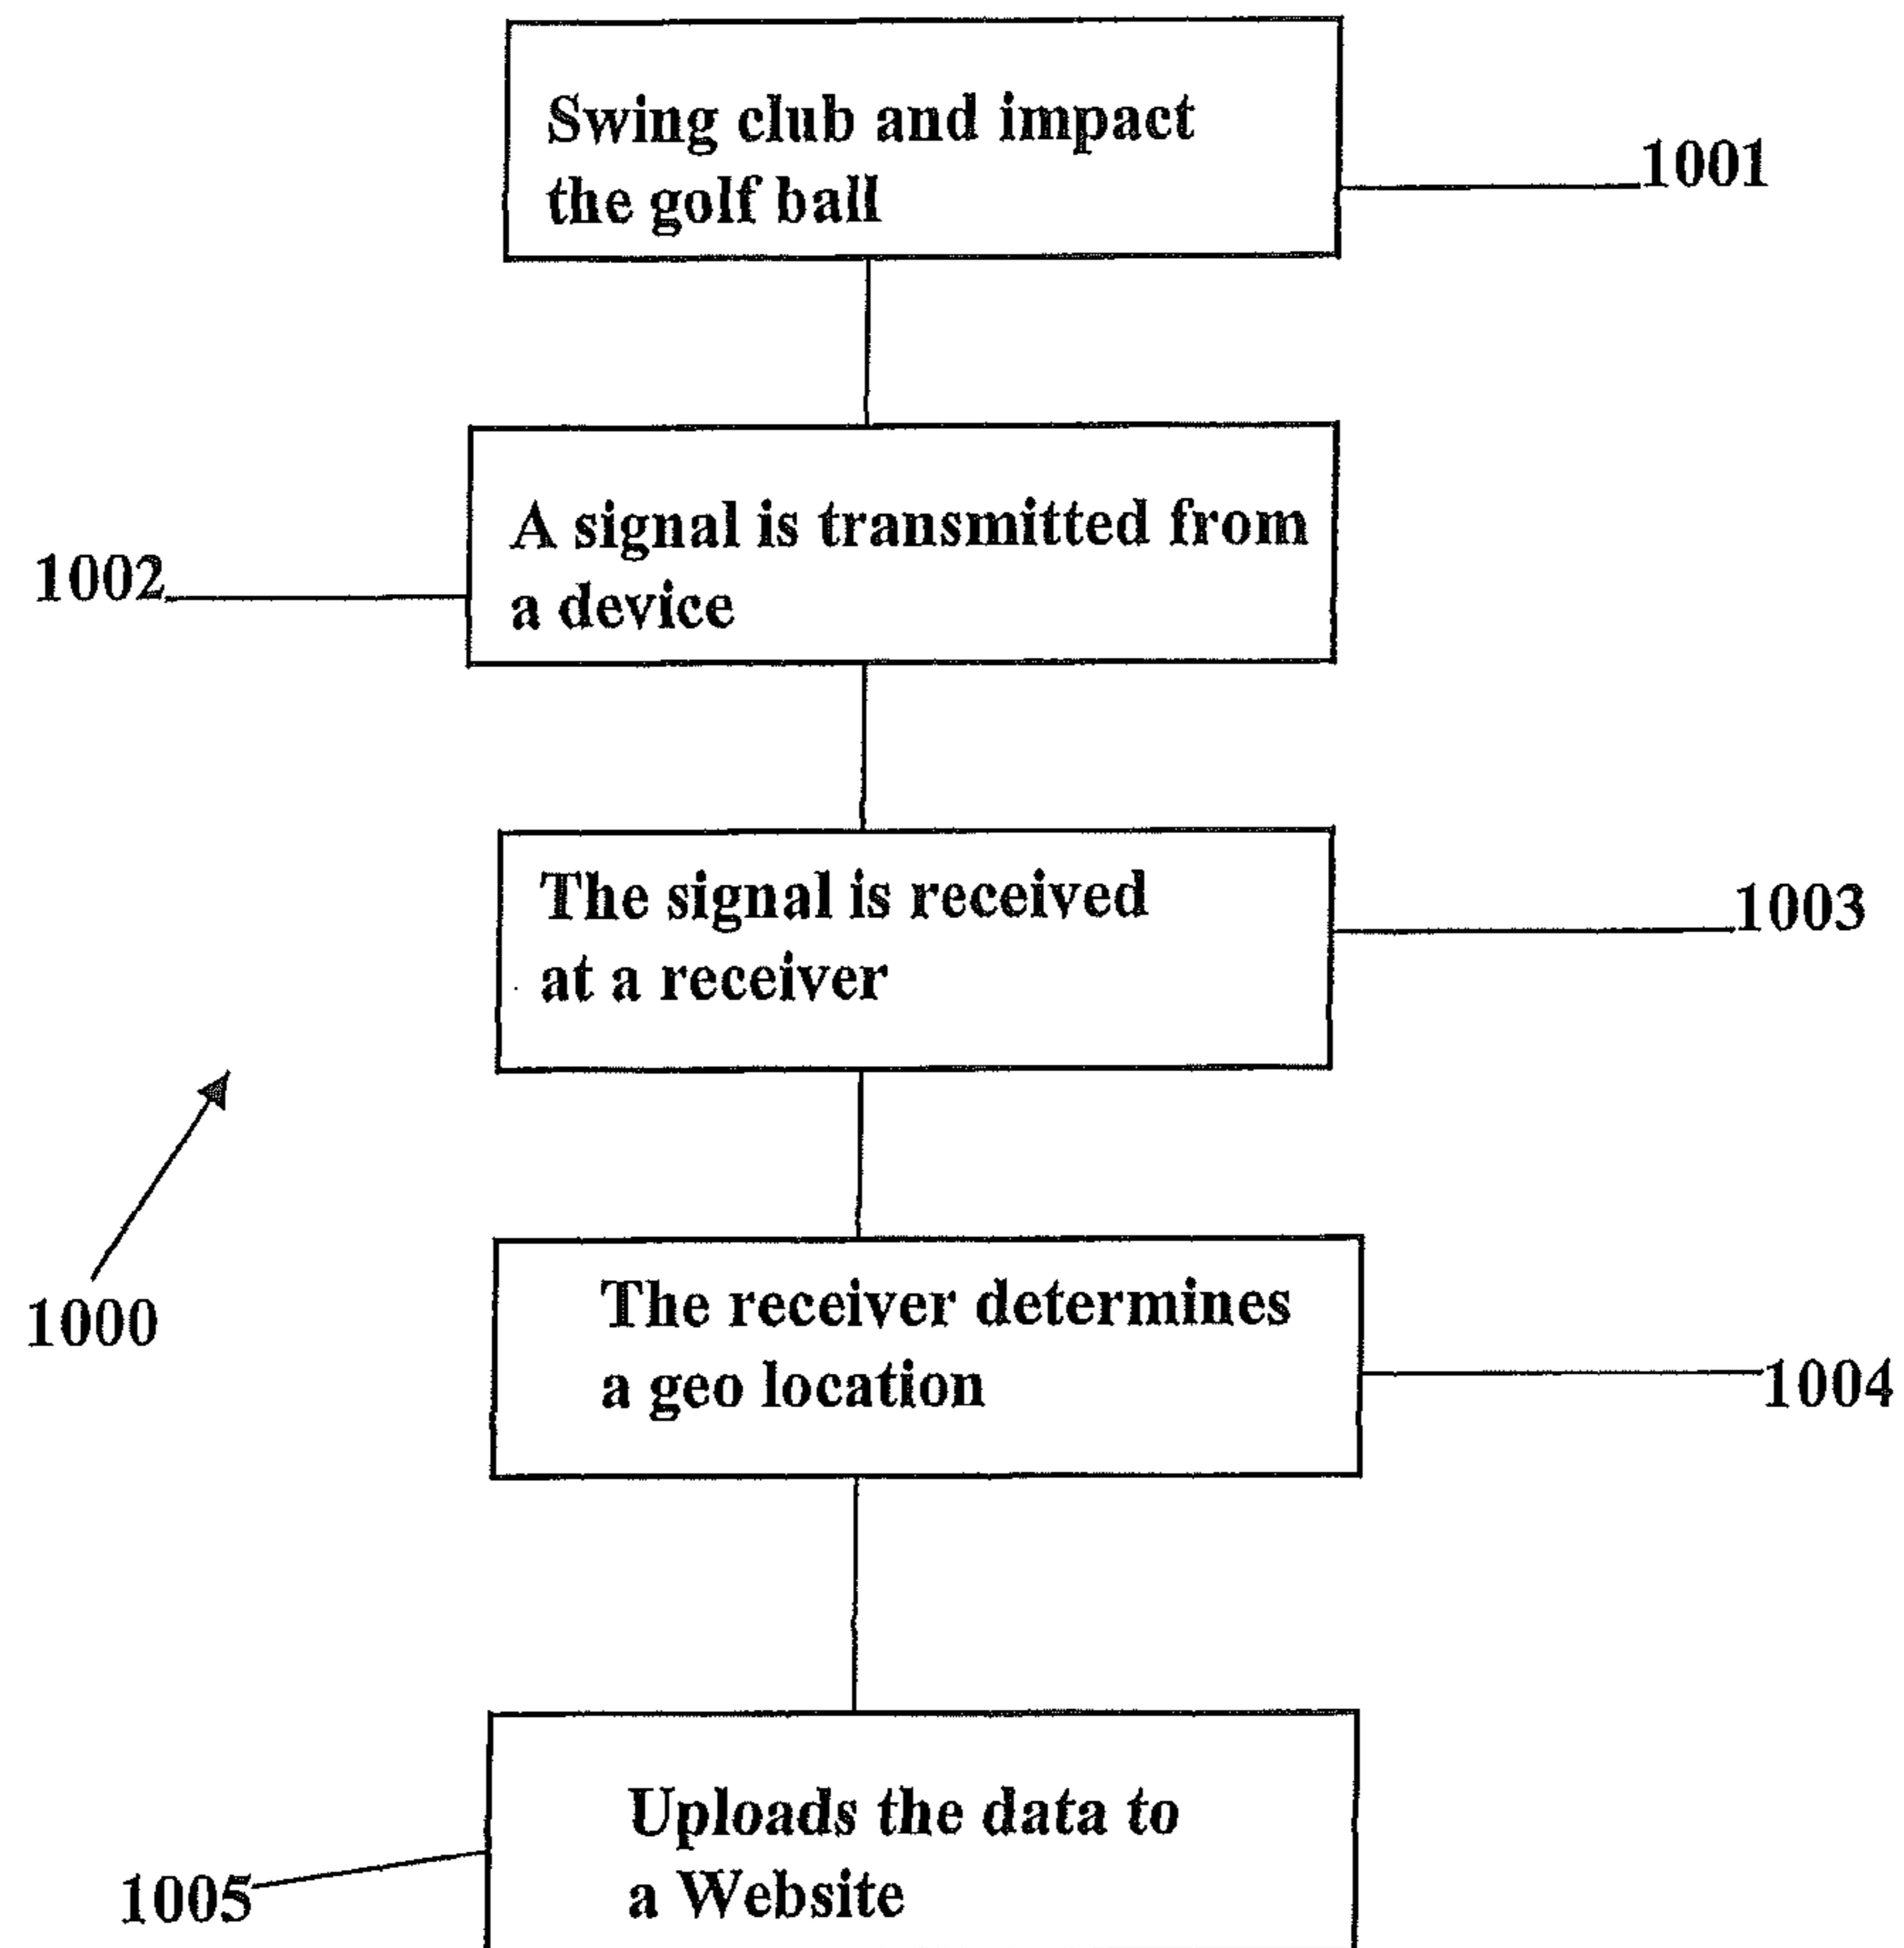 Swing club and impact
the golf ball
1001
A signal is transmitted from
a device
1002
The signal is received
at a receiver
1003
1000
The receiver determines
a geo location
1004
Uploads the data to
a Website
1005